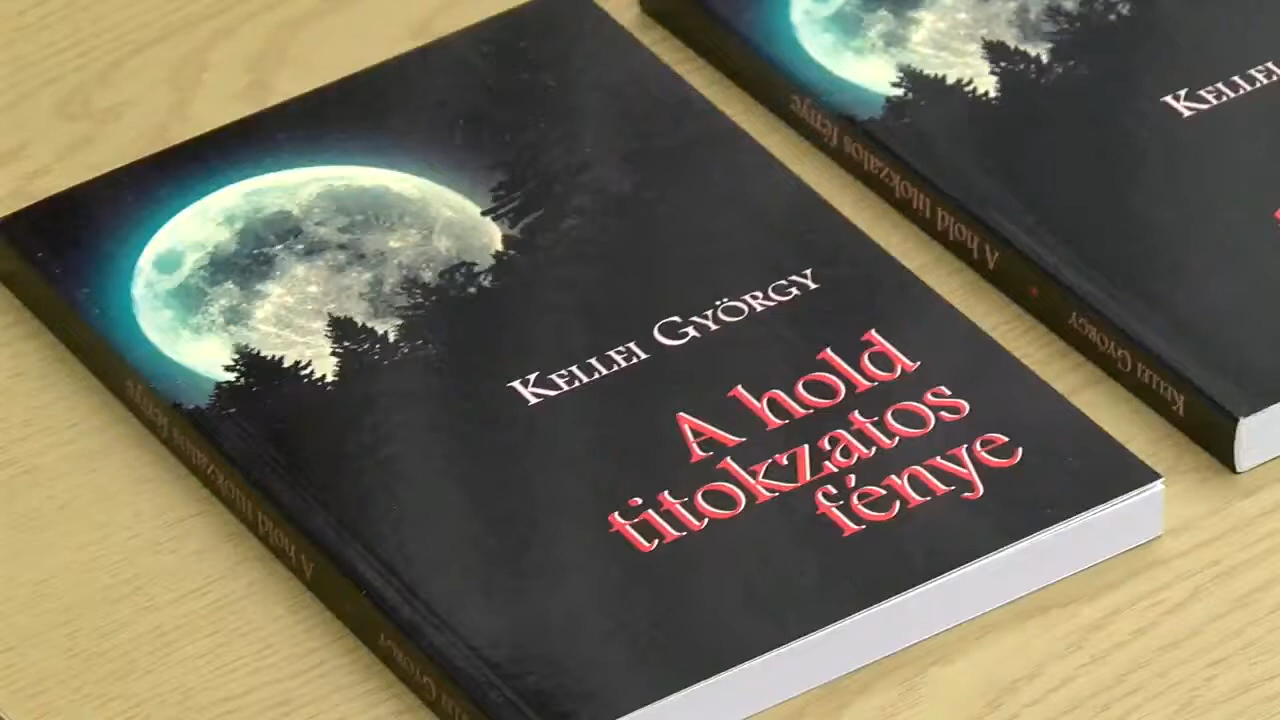 KELLEI GYÖRGY
A hold
titokzatos
fénye
A hold titokzatos fénye
KELLEI GYÖRGY
KELLEI
A hold titokzatos fénye
KELLEI GYÖRGY